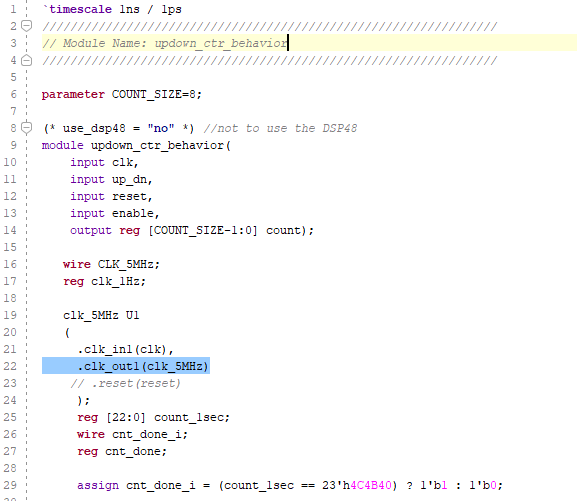 1 `timescale 1ns / 1ps
2 /////////////////////////////////////////////////////////////////
3 // Module Name: updown_ctr_behavior
4 /////////////////////////////////////////////////////////////////
5
6 parameter COUNT_SIZE=8;
7
8 (* use_dsp48 = "no" *) //not to use the DSP48
9 module updown_ctr_behavior(
10 input clk,
11 input up_dn,
12 input reset,
13 input enable,
14 output reg [COUNT_SIZE-1:0] count);
15
16 wire CLK_5MHz;
17 reg clk_1Hz;
18
19 clk_5MHz U1
20 (
21 .clk_in1(clk),
22 .clk_out1(clk_5MHz)
23 // .reset(reset)
24 );
25 reg [22:0] count_1sec;
26 wire cnt_done_i;
27 reg cnt_done;
28
29 assign cnt_done_i = (count_1sec == 23'h4C4B40) ? 1'b1 : 1'b0;